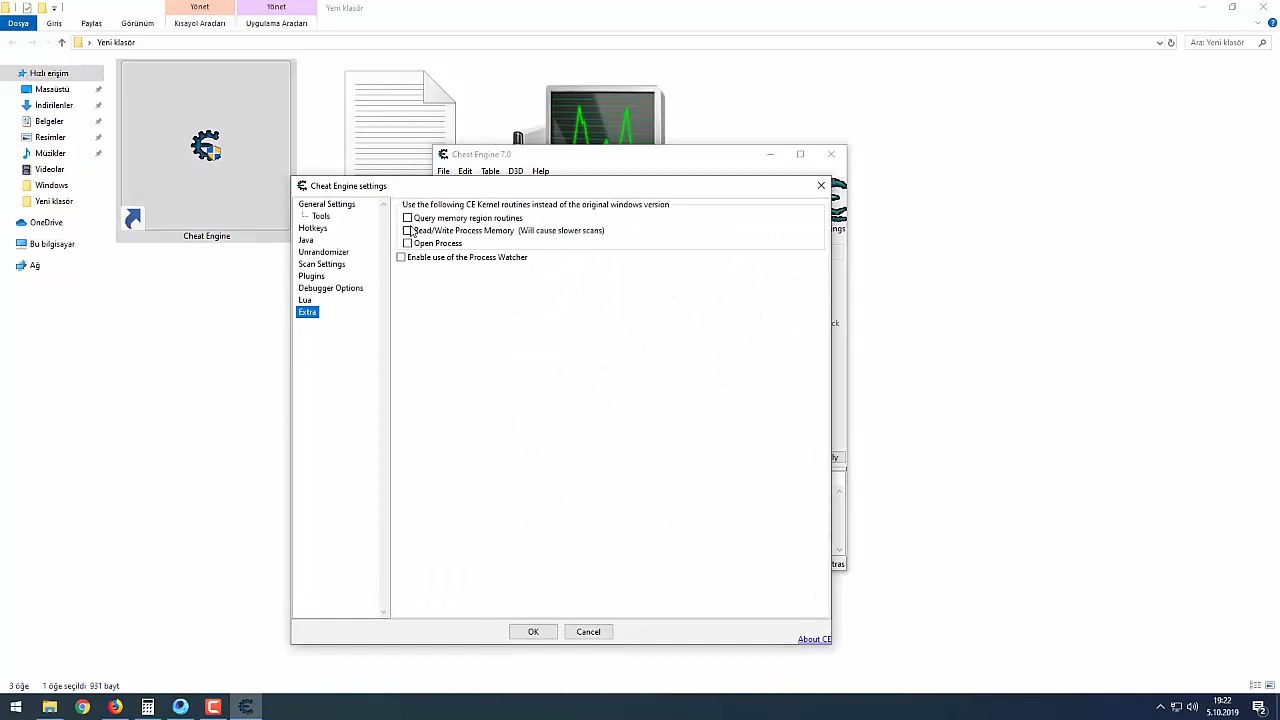 Yönet
Yönet
Yeni klasör
Dosya
Giriş
Paylaş
Görünüm
Kısayol Araçları
Uygulama Araçları
Yeni klasör
Ara: Yeni klasör
Hızlı erişim
Masaüstü
İndirilenler
Belgeler
Resimler
Müzikler
Videolar
Windows
Yeni klasör
OneDrive
Bu bilgisayar
Ağ
Cheat Engine
Cheat Engine 7.0
File Edit Table D3D Help
Cheat Engine settings
General Settings
Tools
Hotkeys
Java
Unrandomizer
Scan Settings
Plugins
Debugger Options
Lua
Extra
Use the following CE Kernel routines instead of the original windows version
Query memory region routines
Read/Write Process Memory (Will cause slower scans)
Open Process
Enable use of the Process Watcher
OK
Cancel
About CE
3 öğe
1 öğe seçildi 931 bayt
19:22
5.10.2019
2